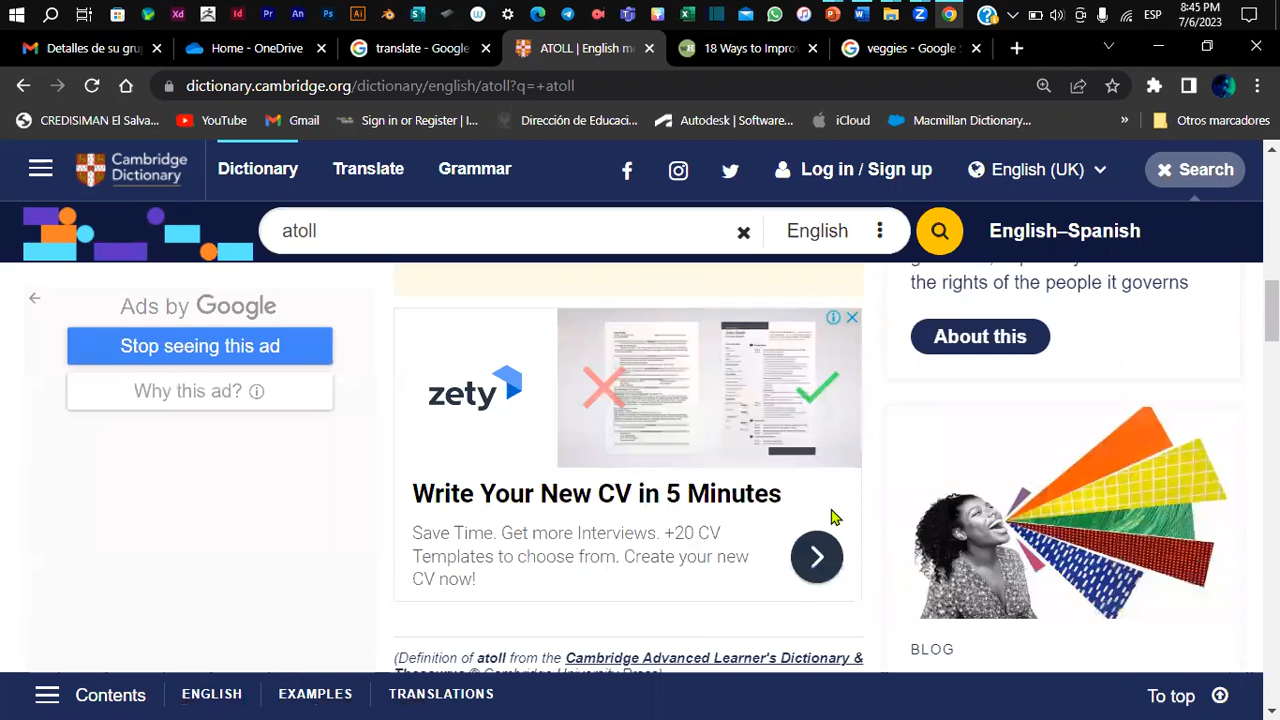 ESP
8:45 PM
7/6/2023
Detalles de su gru
Home - OneDrive
translate - Google
ATOLL | English m
18 Ways to Improv
veggies - Google
dictionary.cambridge.org/dictionary/english/atoll?q=+atoll
CREDISIMAN El Salva...
YouTube
Gmail
Sign in or Register | I...
Dirección de Educaci...
Autodesk | Software...
iCloud
Macmillan Dictionary...
»
Otros marcadores
Cambridge
Dictionary
Dictionary
Translate
Grammar
Log in / Sign up
English (UK)
Search
atoll
English
English–Spanish
Ads by Google
Stop seeing this ad
Why this ad?
zety
Write Your New CV in 5 Minutes
Save Time. Get more Interviews. +20 CV
Templates to choose from. Create your new
CV now!
(Definition of atoll from the Cambridge Advanced Learner's Dictionary &
the rights of the people it governs
About this
BLOG
Contents
ENGLISH
EXAMPLES
TRANSLATIONS
To top